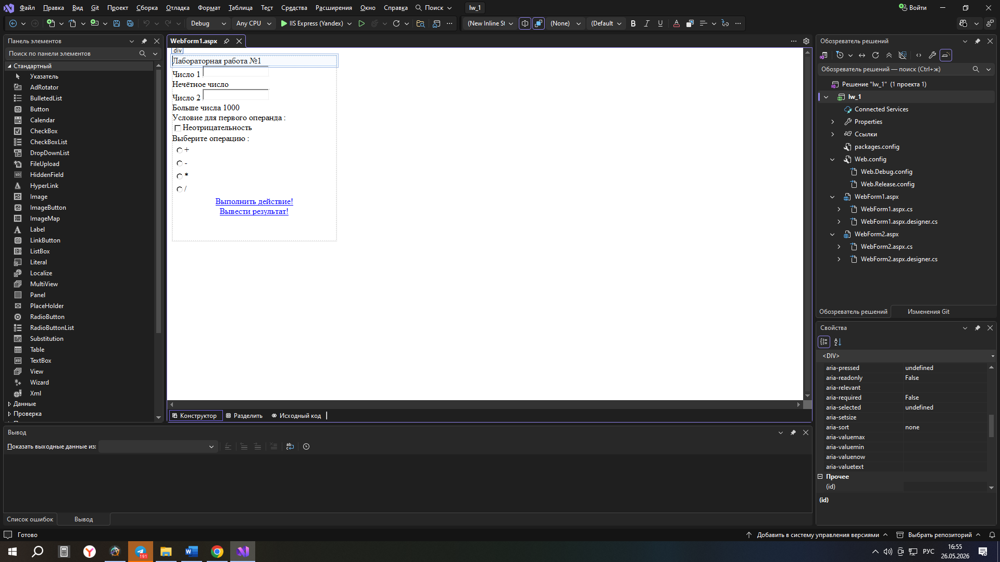 Файл Правка Вид Git Проект Сборка Отладка Формат Таблица Тест Средства Расширения Окно Справка Поиск lw_1 Войти
Debug Any CPU IIS Express (Yandex) (New Inline St (None) (Default
Панель элементов
Поиск по панели элементов
Стандартный
Указатель
AdRotator
BulletedList
Button
Calendar
CheckBox
CheckBoxList
DropDownList
FileUpload
HiddenField
HyperLink
Image
ImageButton
ImageMap
Label
LinkButton
ListBox
Literal
Localize
MultiView
Panel
PlaceHolder
RadioButton
RadioButtonList
Substitution
Table
TextBox
View
Wizard
Xml
Данные
Проверка
WebForm1.aspx
div
Лабораторная работа №1
Число 1
Нечётное число
Число 2
Больше числа 1000
Условие для первого операнда :
Неотрицательность
Выберите операцию :
+
-
*
/
Выполнить действие!
Вывести результат!
Конструктор Разделить Исходный код
Вывод
Показать выходные данные из:
Список ошибок Вывод
Обозреватель решений
Обозреватель решений — поиск (Ctrl+ж)
Решение "lw_1" (1 проекта 1)
lw_1
Connected Services
Properties
Ссылки
packages.config
Web.config
Web.Debug.config
Web.Release.config
WebForm1.aspx
WebForm1.aspx.cs
WebForm1.aspx.designer.cs
WebForm2.aspx
WebForm2.aspx.cs
WebForm2.aspx.designer.cs
Обозреватель решений Изменения Git
Свойства
<DIV>
aria-pressed undefined
aria-readonly False
aria-relevant
aria-required False
aria-selected undefined
aria-setsize
aria-sort none
aria-valuemax
aria-valuemin
aria-valuenow
aria-valuetext
Прочее
(id)
(id)
Готово
Добавить в систему управления версиями Выбрать репозиторий
191
РУС
16:55
26.05.2026